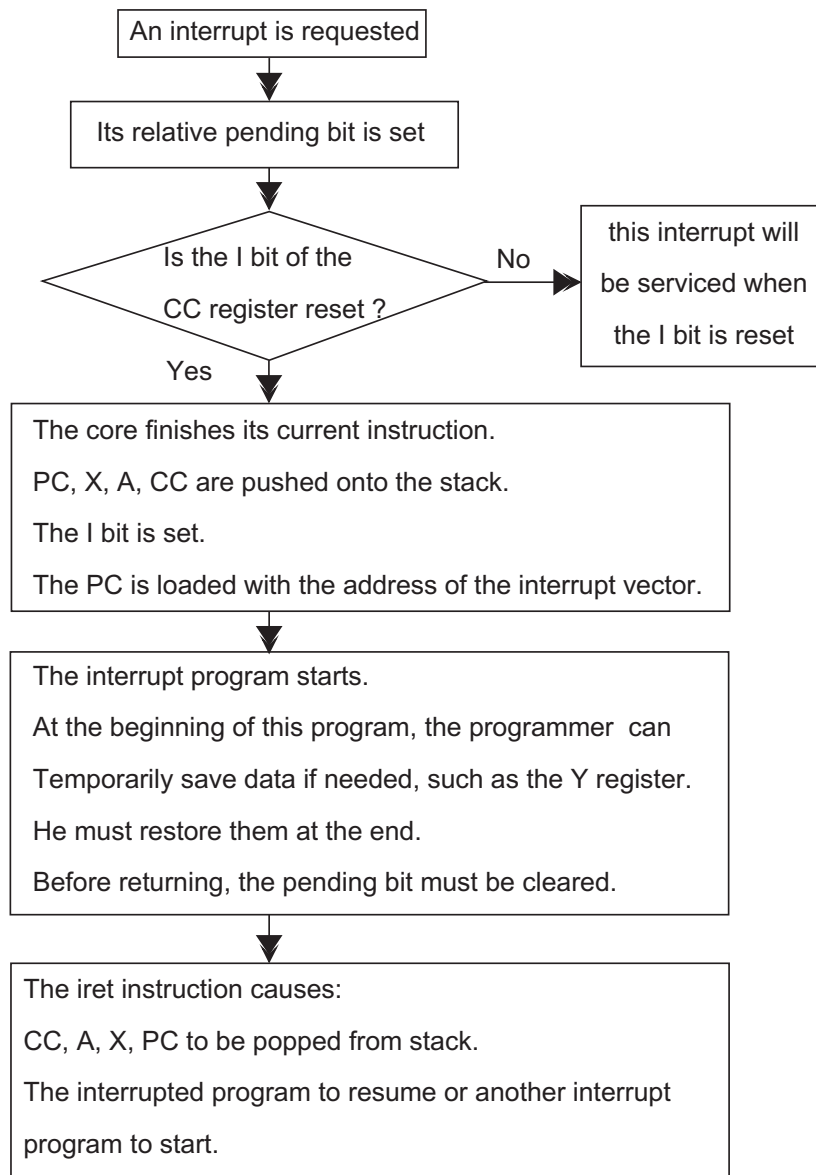 An interrupt is requested
Its relative pending bit is set
Is the I bit of the
CC register reset ?
No
this interrupt will
be serviced when
the I bit is reset
Yes
The core finishes its current instruction.
PC, X, A, CC are pushed onto the stack.
The I bit is set.
The PC is loaded with the address of the interrupt vector.
The interrupt program starts.
At the beginning of this program, the programmer can
Temporarily save data if needed, such as the Y register.
He must restore them at the end.
Before returning, the pending bit must be cleared.
The iret instruction causes:
CC, A, X, PC to be popped from stack.
The interrupted program to resume or another interrupt
program to start.